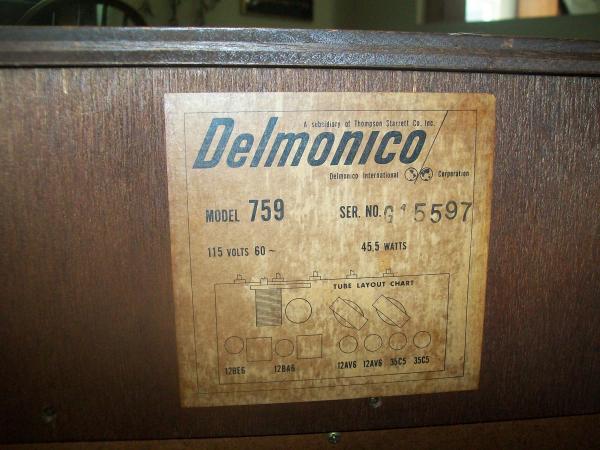 A subsidiary of Thompson Starrett Co. Inc.
Delmonico
Delmonico International Corporation
MODEL 759 SER. NO. G 15597
115 VOLTS 60 ~ 45.5 WATTS
TUBE LAYOUT CHART
12BE6 12BA6 12AV6 12AV6 35C5 35C5